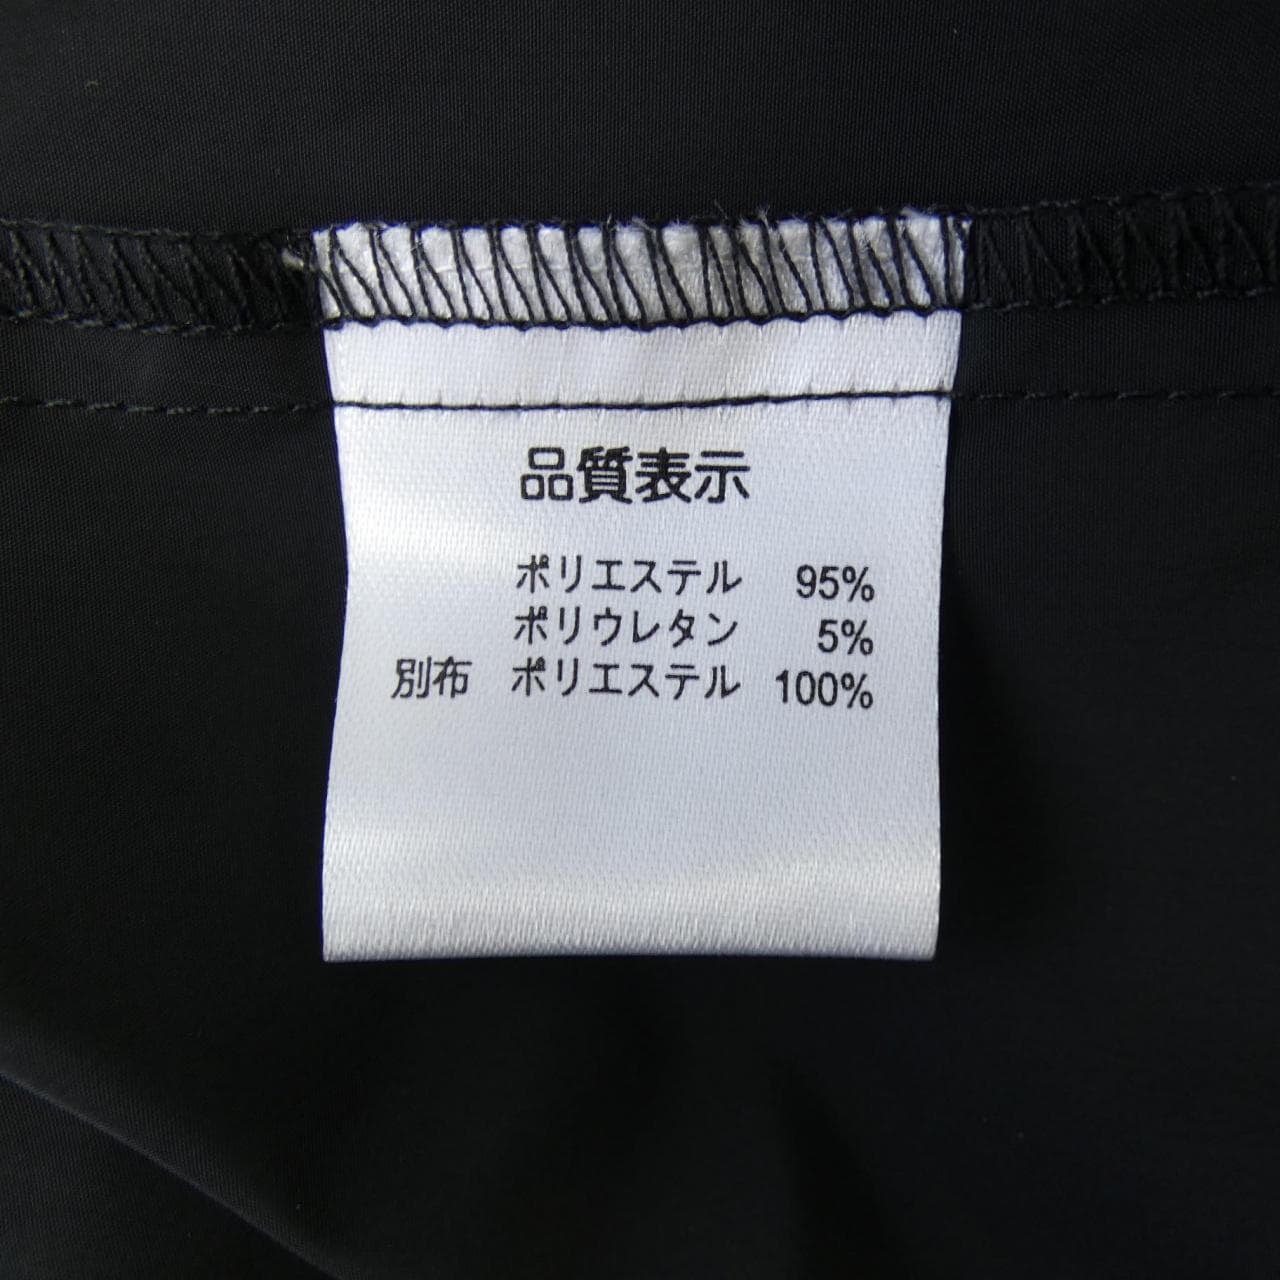 品質表示
ポリエステル 95%
ポリウレタン 5%
別布 ポリエステル 100%